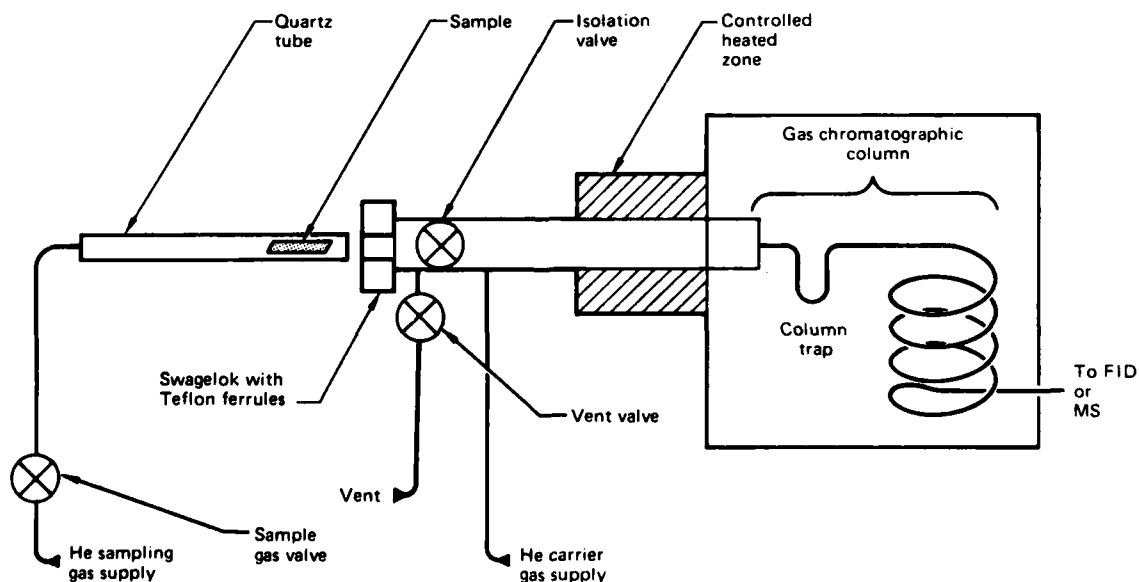 Quartz
tube
Sample
Isolation
valve
Controlled
heated
zone
Gas chromatographic
column
Column
trap
To FID
or
MS
Swagelok with
Teflon ferrules
Vent valve
Vent
Sample
gas valve
He sampling
gas supply
He carrier
gas supply